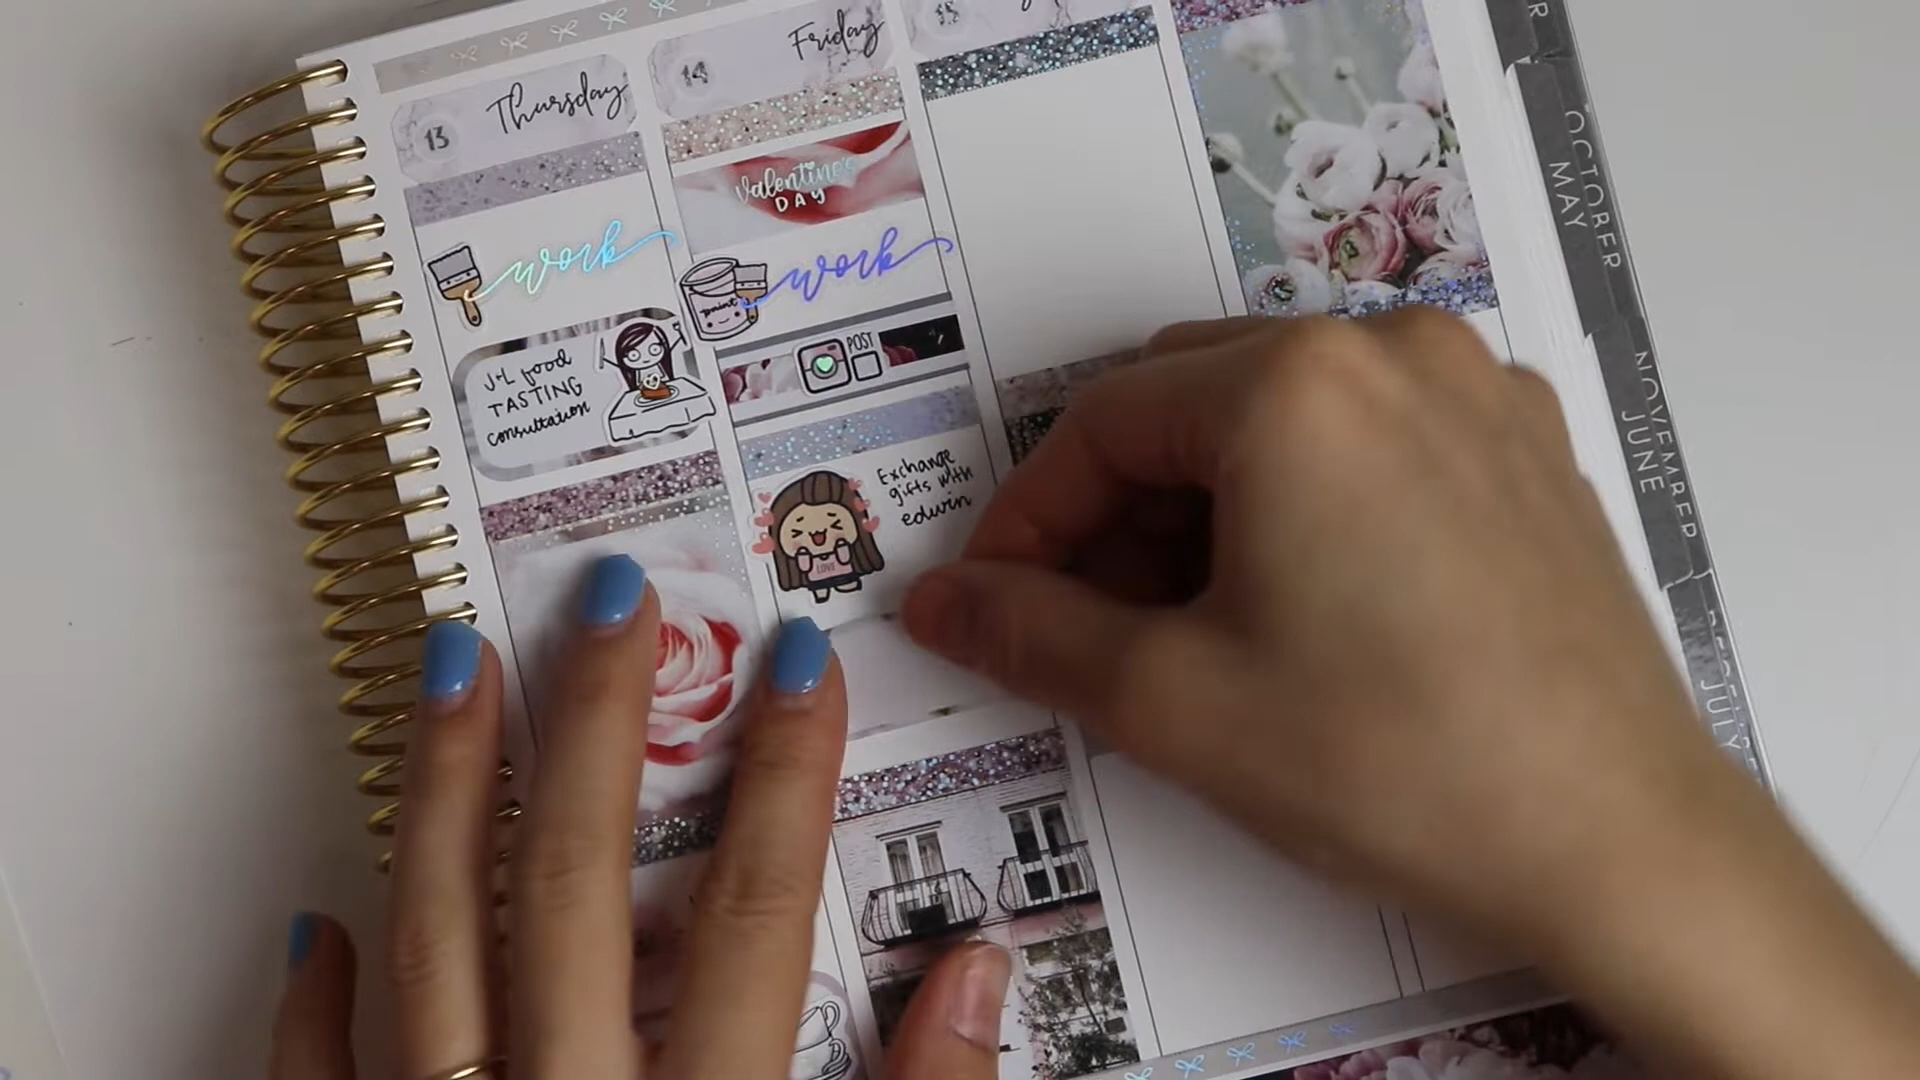 13 Thursday
14 Friday
15
Valentine's
DAY
work
work
paint
POST
J+L food
TASTING
consultation
Exchange
gifts with
edwin
LOVE
OCTOBER
MAY
NOVEMBER
JUNE
JULY